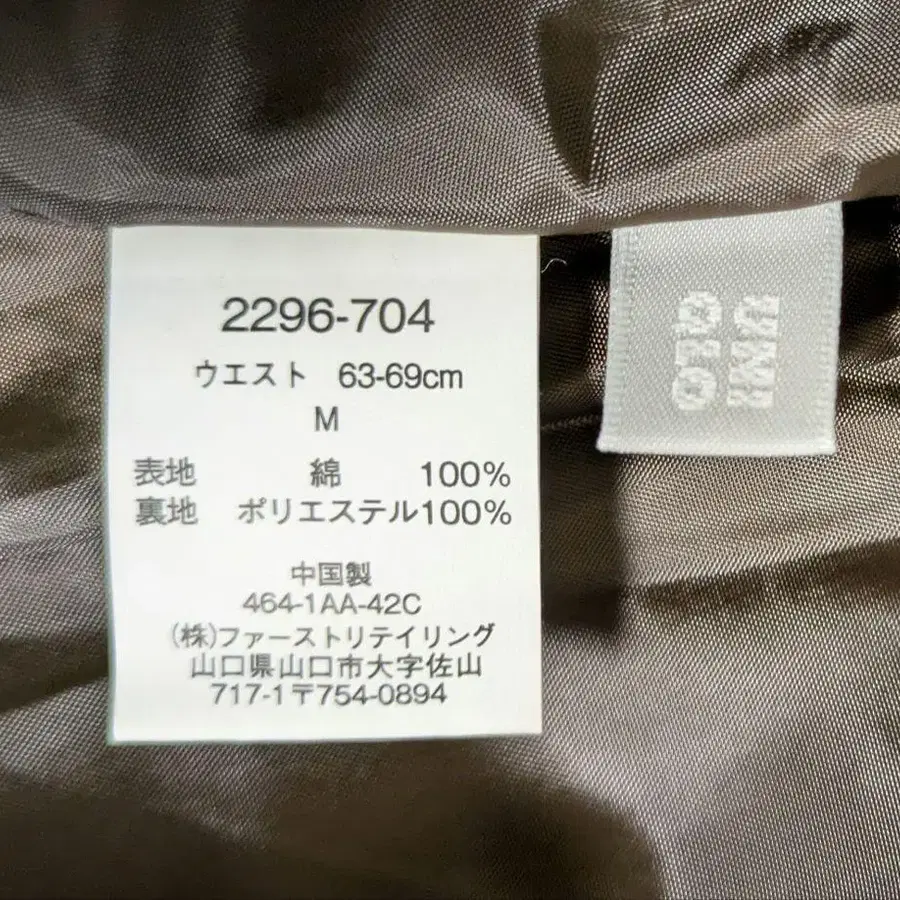 2296-704
ウエスト 63-69cm
M
表地 綿 100%
裏地 ポリエステル100%
中国製
464-1AA-42C
(株)ファーストリテイリング
山口県山口市大字佐山
717-1〒754-0894
UNI
QLO